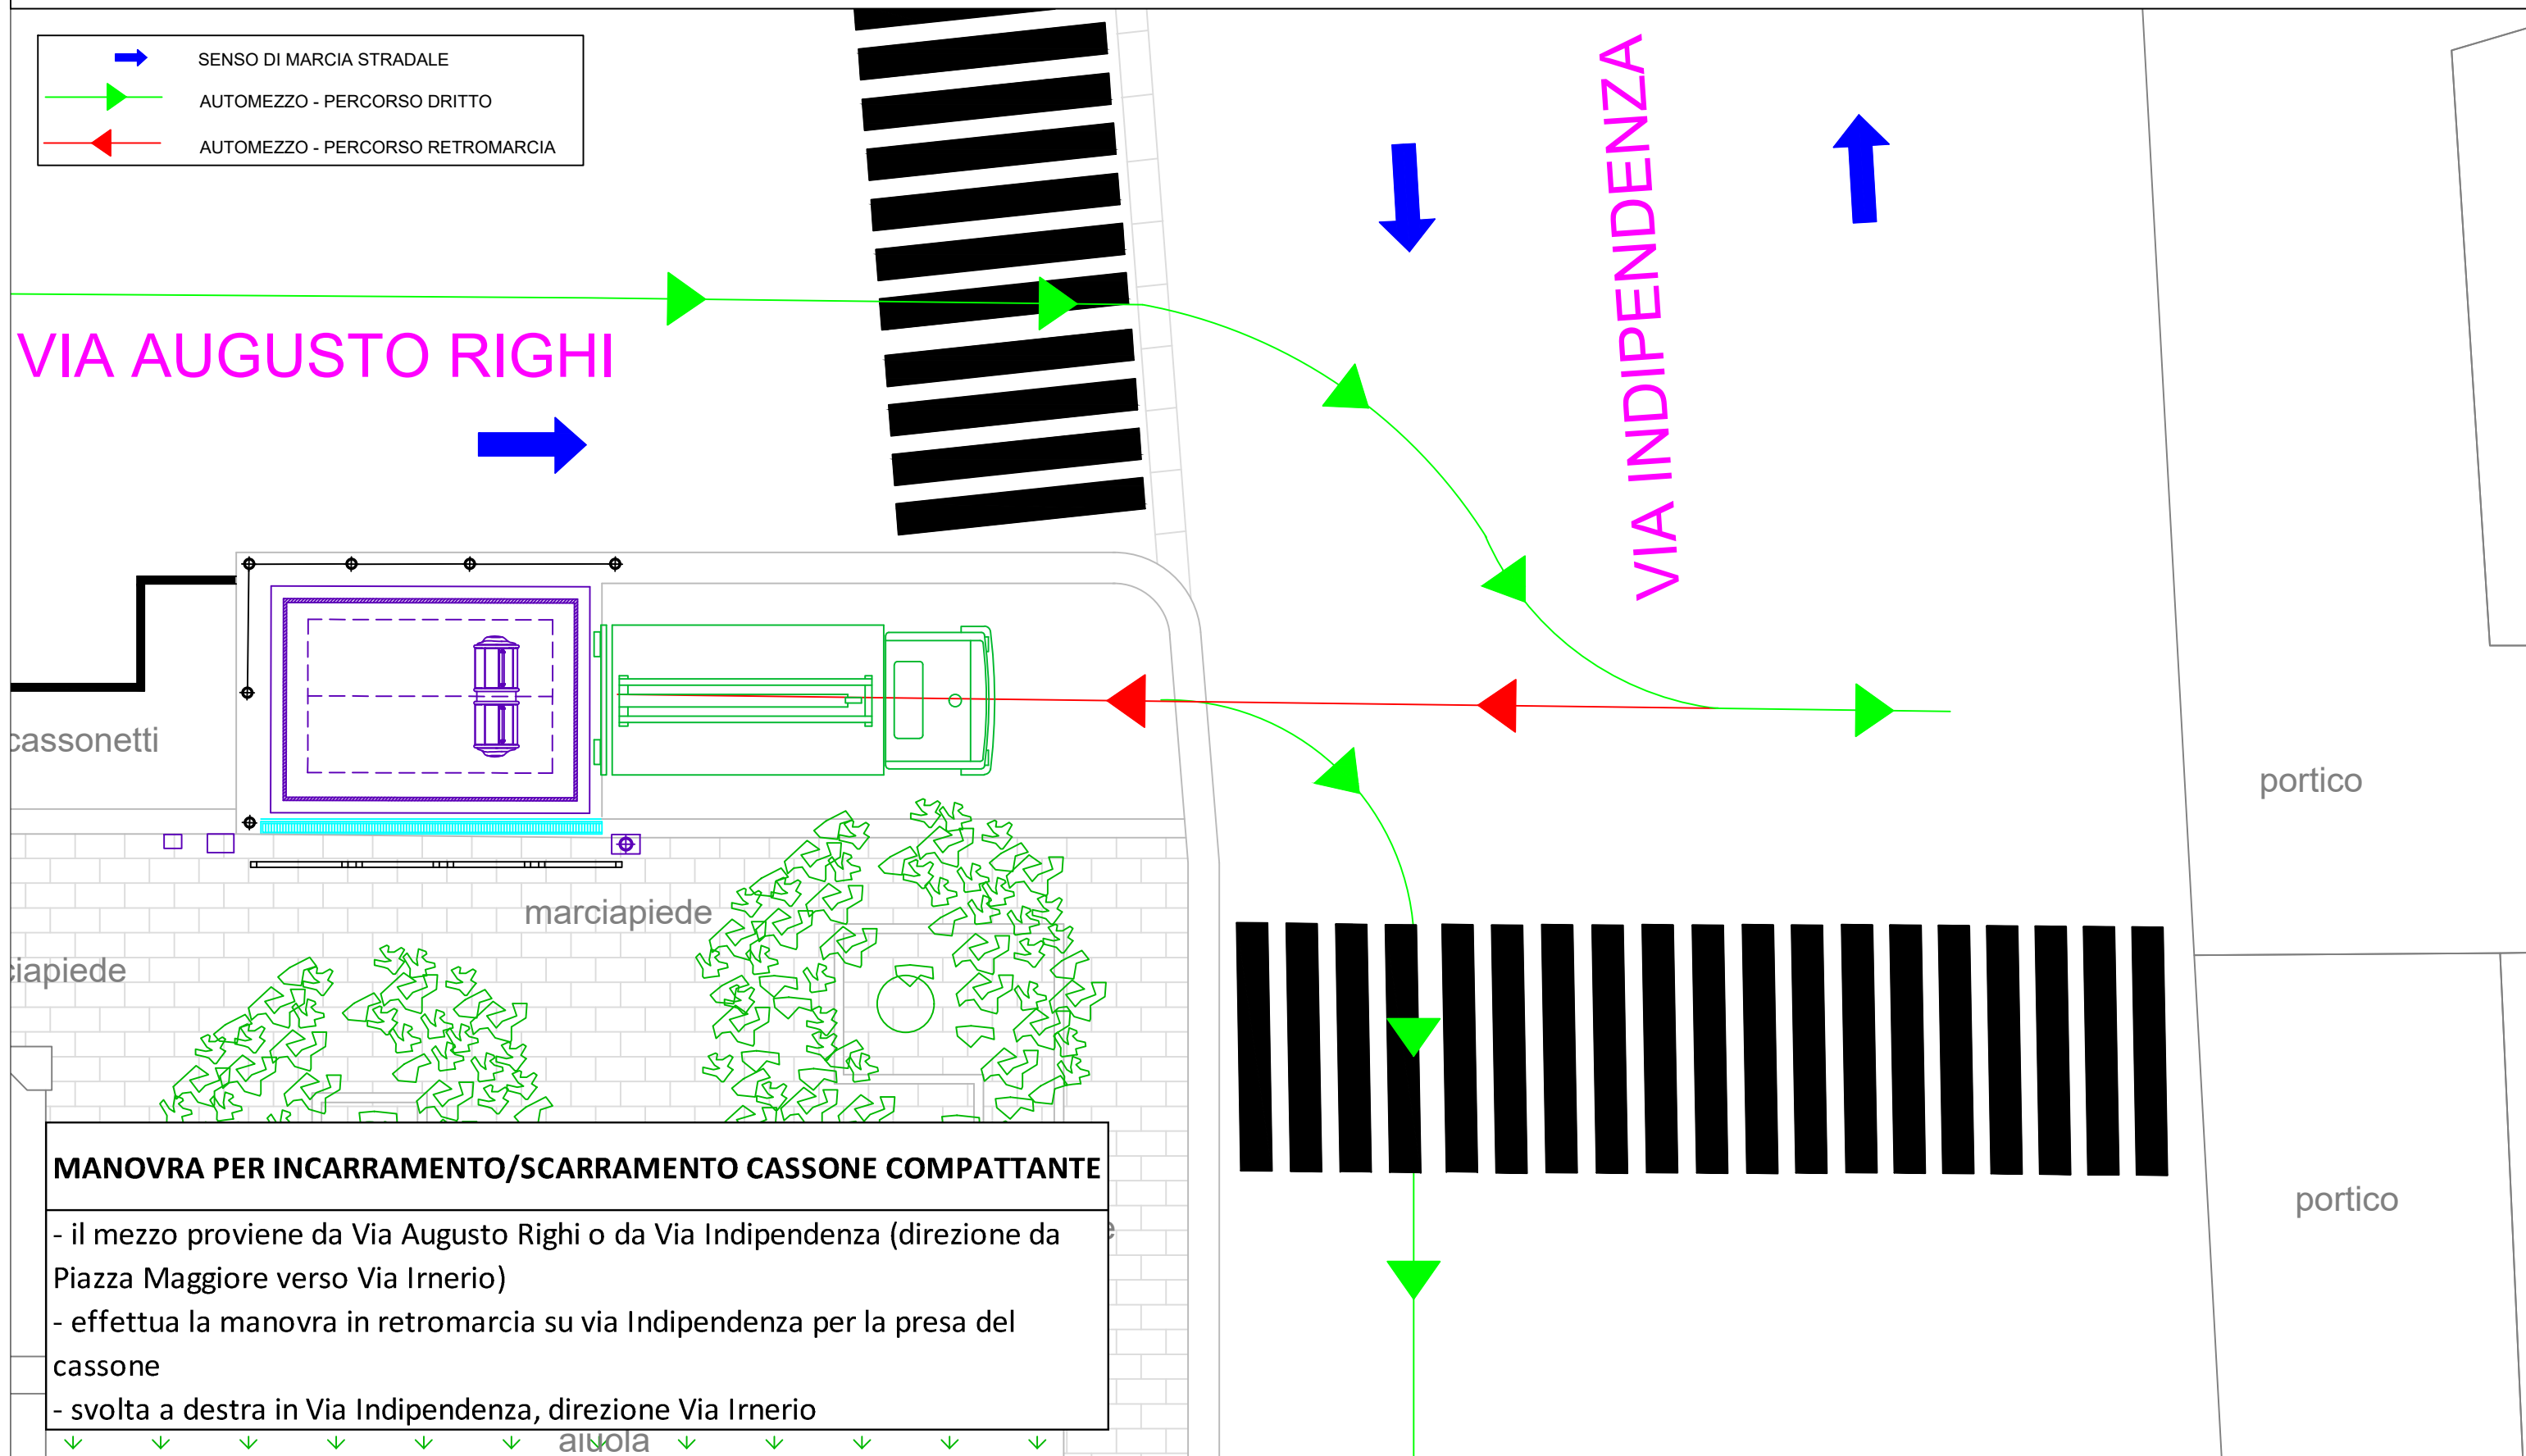 SENSO DI MARCIA STRADALE
AUTOMEZZO - PERCORSO DRITTO
AUTOMEZZO - PERCORSO RETROMARCIA
VIA AUGUSTO RIGHI
VIA INDIPENDENZA
cassonetti
portico
marciapiede
ciapiede
portico
MANOVRA PER INCARRAMENTO/SCARRAMENTO CASSONE COMPATTANTE
- il mezzo proviene da Via Augusto Righi o da Via Indipendenza (direzione da
Piazza Maggiore verso Via Irnerio)
- effettua la manovra in retromarcia su via Indipendenza per la presa del
cassone
- svolta a destra in Via Indipendenza, direzione Via Irnerio
aiuola